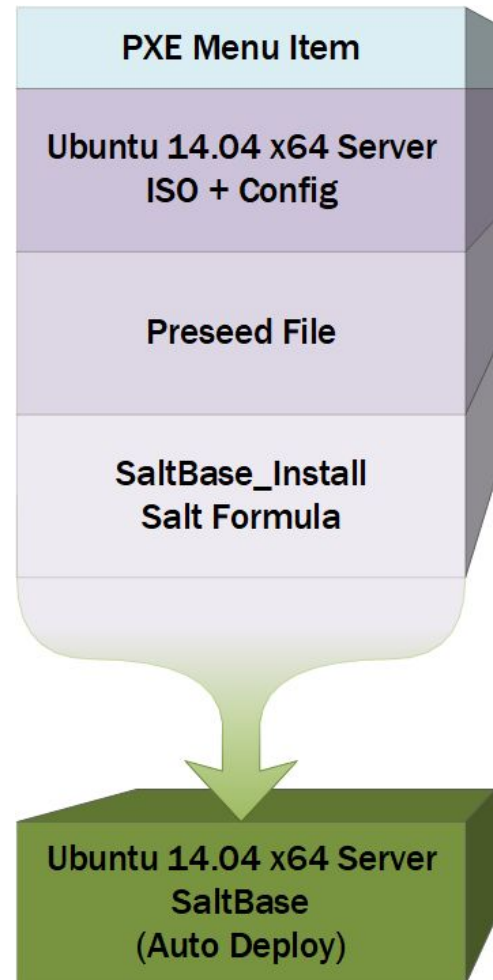 PXE Menu Item
Ubuntu 14.04 x64 Server
ISO + Config
Preseed File
SaltBase_Install
Salt Formula
Ubuntu 14.04 x64 Server
SaltBase
(Auto Deploy)